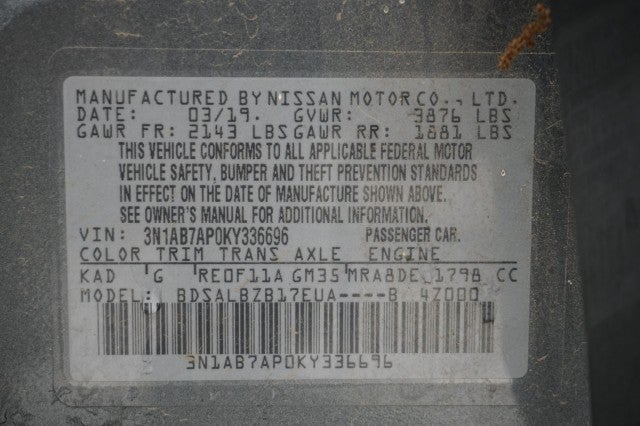 MANUFACTURED BY NISSAN MOTOR CO., LTD.
DATE: 03/19. GVWR: 3876 LBS
GAWR FR: 2143 LBS GAWR RR: 1881 LBS
THIS VEHICLE CONFORMS TO ALL APPLICABLE FEDERAL MOTOR
VEHICLE SAFETY, BUMPER AND THEFT PREVENTION STANDARDS
IN EFFECT ON THE DATE OF MANUFACTURE SHOWN ABOVE.
SEE OWNER'S MANUAL FOR ADDITIONAL INFORMATION.
VIN: 3N1AB7AP0KY336696 PASSENGER CAR.
COLOR TRIM TRANS AXLE ENGINE
KAD G RE0F11A GM35 MRA8DE 1798 CC
MODEL: BDSALBZB17EUA----B 4Z000
3N1AB7AP0KY336696